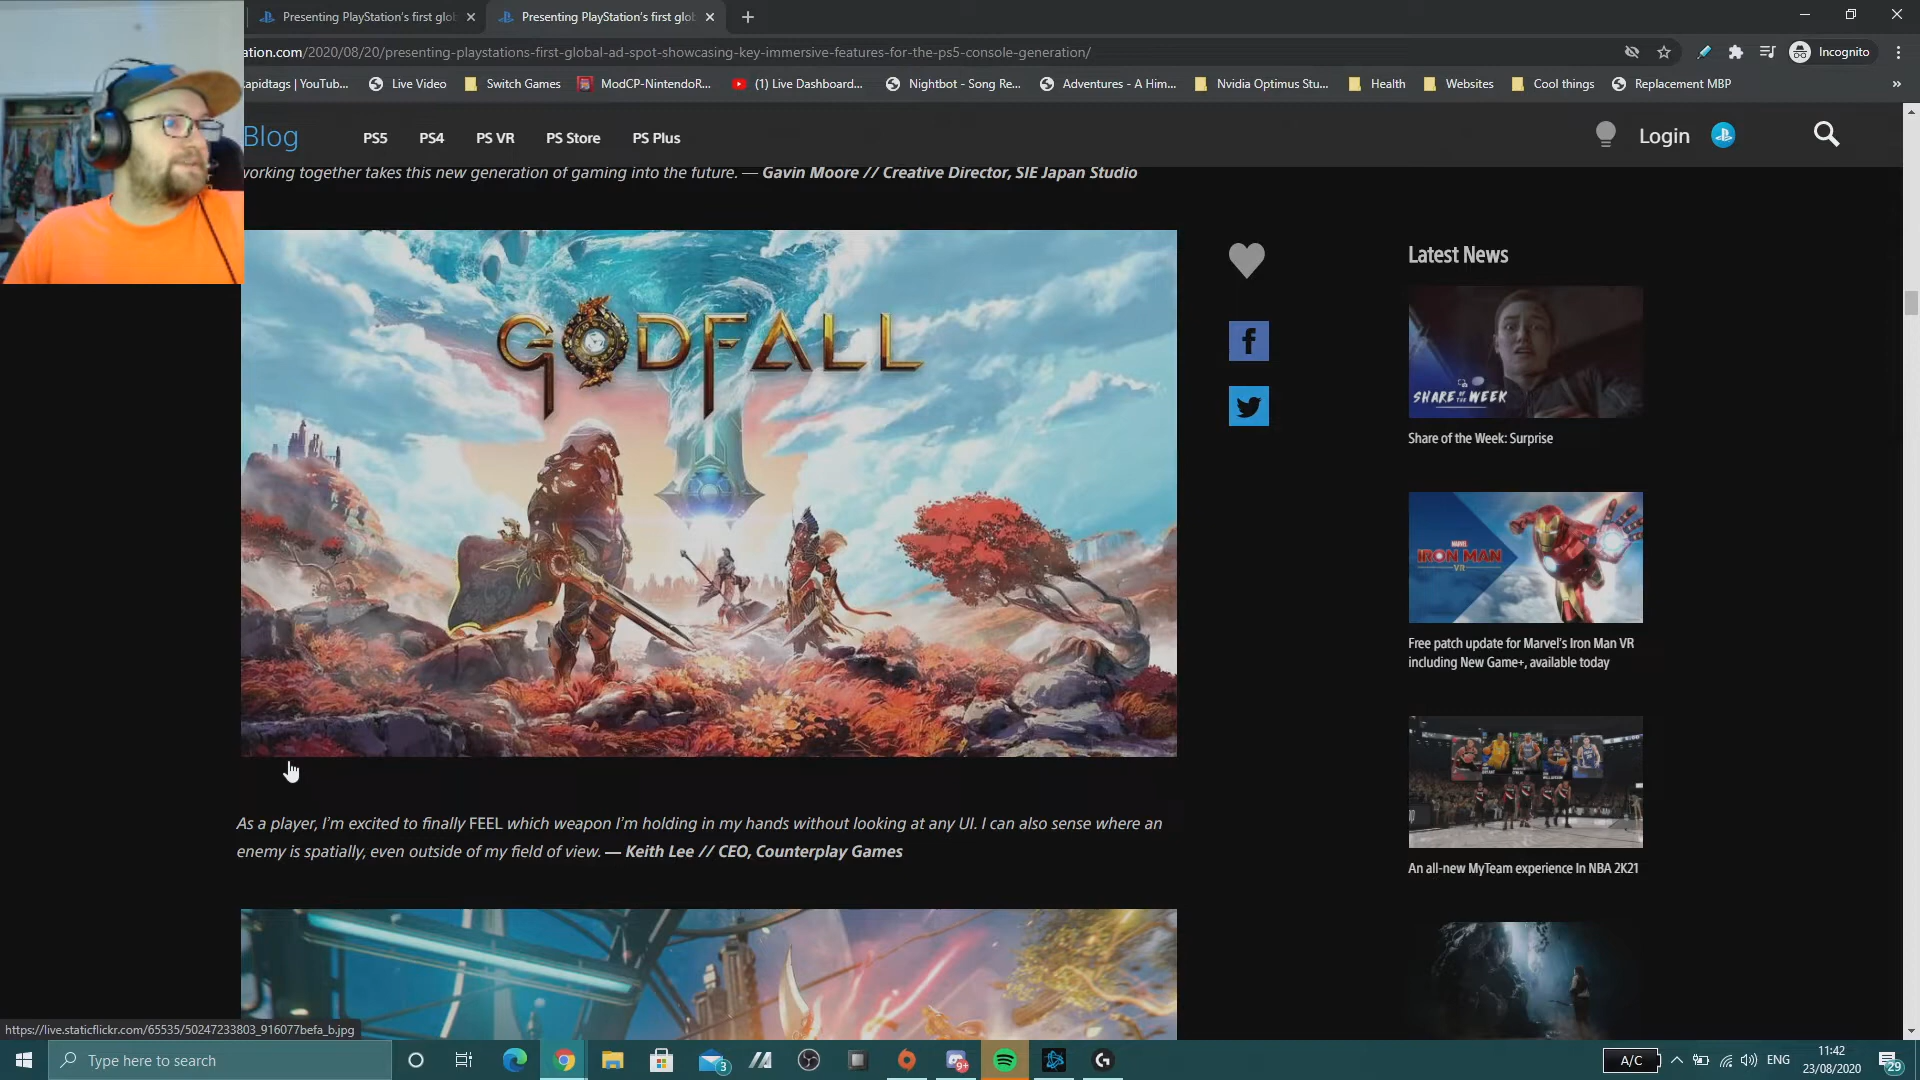 Presenting PlayStation's first glob
Presenting PlayStation's first glo
ation.com/2020/08/20/presenting-playstations-first-global-ad-spot-showcasing-key-immersive-features-for-the-ps5-console-generation/
Incognito
apidtags | YouTub...
Live Video
Switch Games
ModCP-NintendoR...
(1) Live Dashboard...
Nightbot - Song Re...
Adventures - A Him...
Nvidia Optimus Stu...
Health
Websites
Cool things
Replacement MBP
»
Blog
PS5
PS4
PS VR
PS Store
PS Plus
Login
working together takes this new generation of gaming into the future. — Gavin Moore // Creative Director, SIE Japan Studio
GODFALL
As a player, I'm excited to finally FEEL which weapon I'm holding in my hands without looking at any UI. I can also sense where an
enemy is spatially, even outside of my field of view. — Keith Lee // CEO, Counterplay Games
Latest News
SHARE OF THE WEEK
Share of the Week: Surprise
MARVEL
IRON MAN
VR
Free patch update for Marvel's Iron Man VR
including New Game+, available today
An all-new MyTeam experience In NBA 2K21
https://live.staticflickr.com/65535/50247233803_916077befa_b.jpg
Type here to search
3
9+
A/C
ENG
11:42
23/08/2020
29